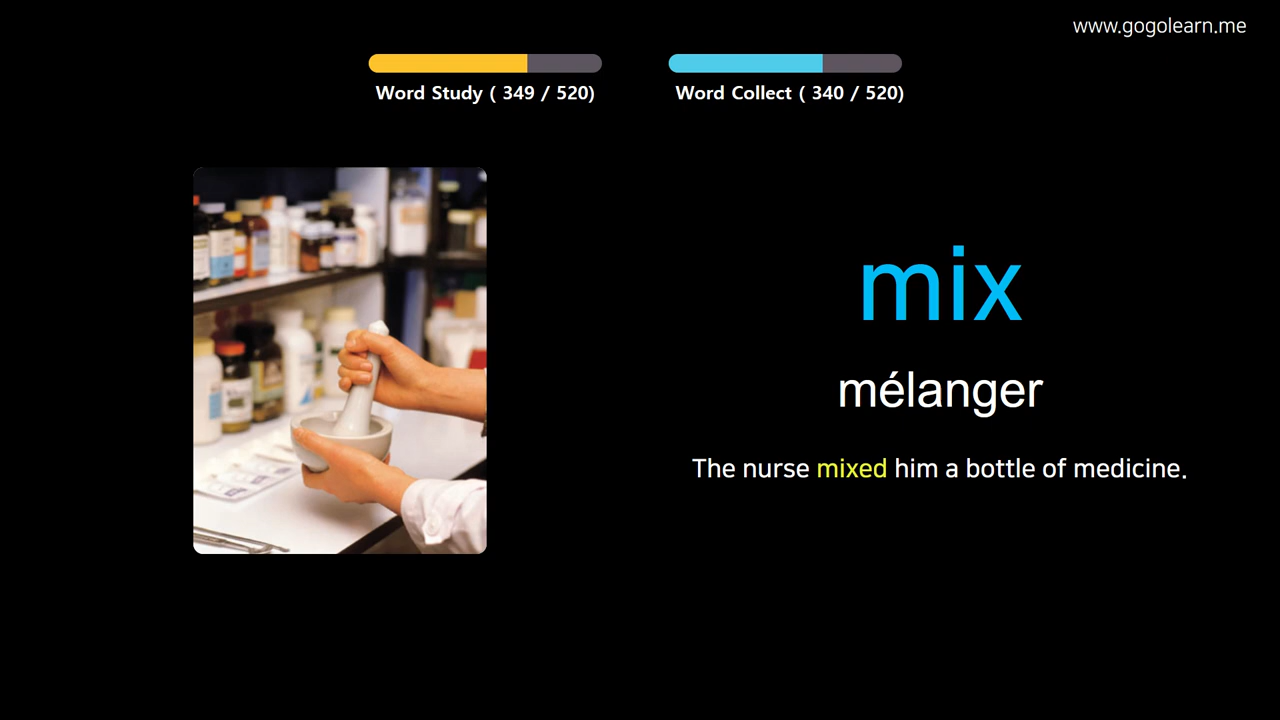 www.gogolearn.me
Word Study ( 349 / 520)
Word Collect ( 340 / 520)
mix
mélanger
The nurse mixed him a bottle of medicine.